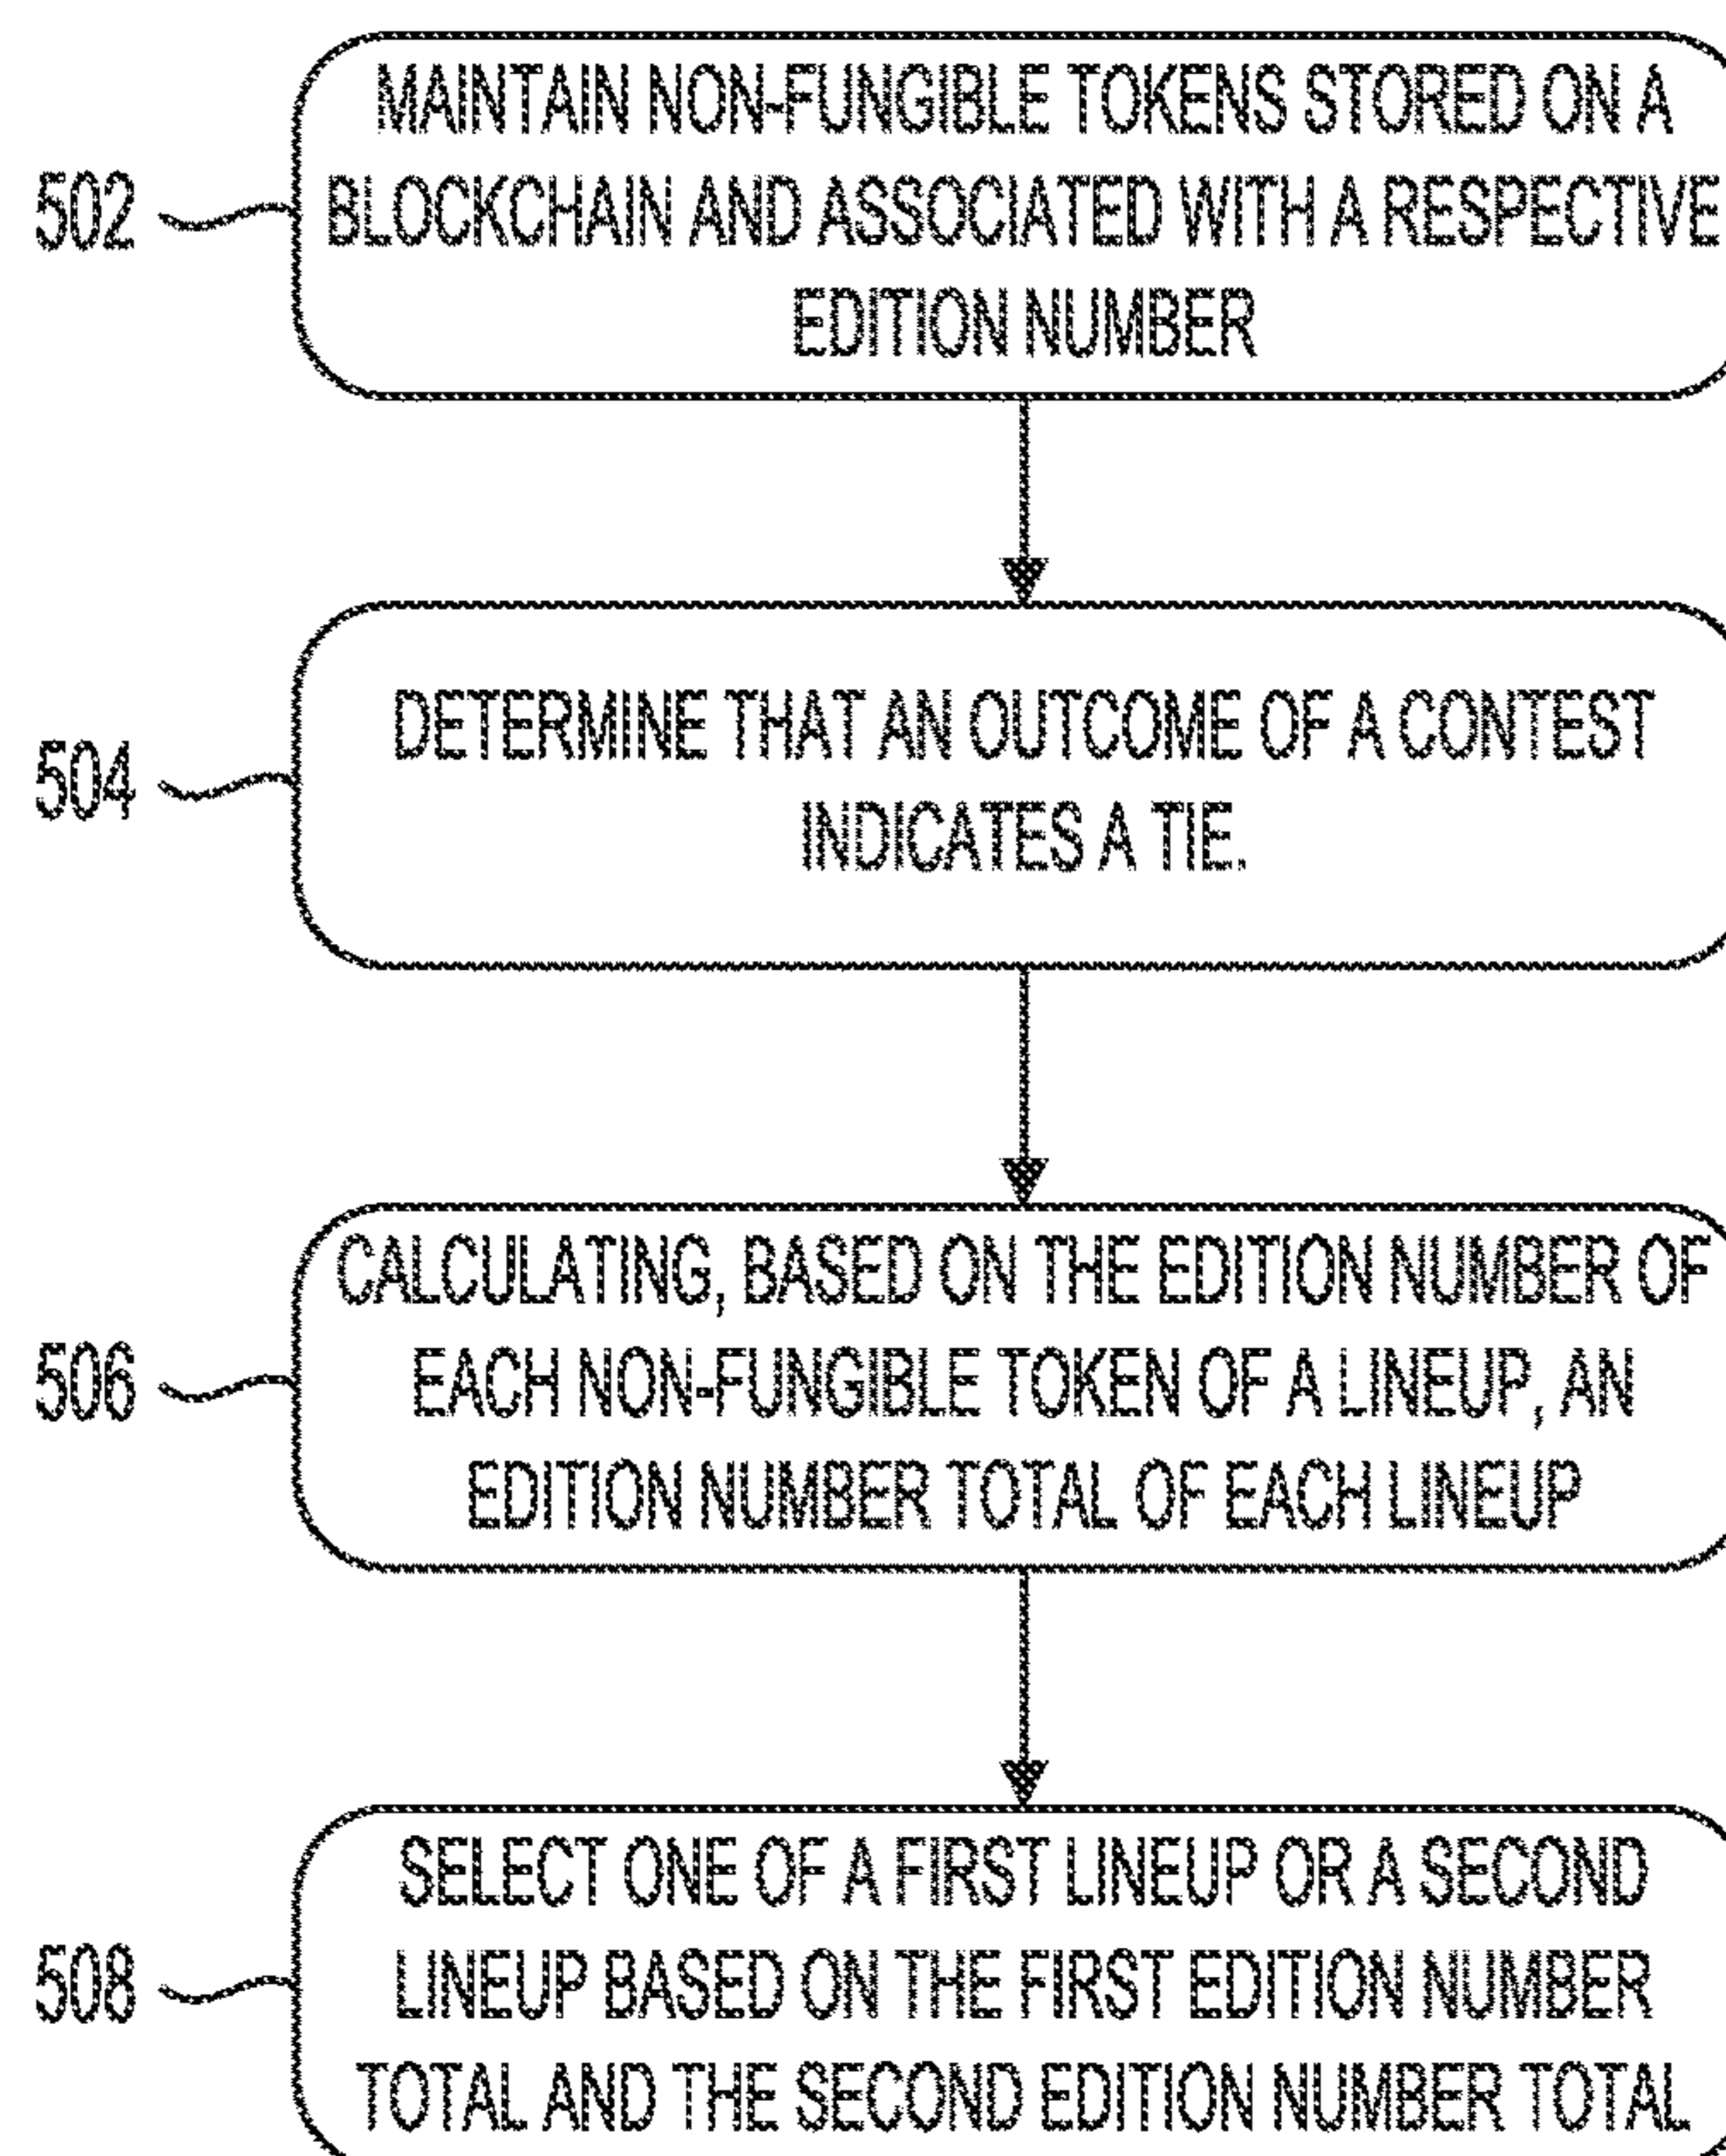 MAINTAIN NON-FUNGIBLE TOKENS STORED ON A
502
BLOCKCHAIN AND ASSOCIATED WITH A RESPECTIVE
EDITION NUMBER
DETERMINE THAT AN OUTCOME OF A CONTEST
504
INDICATES A TIE.
CALCULATING, BASED ON THE EDITION NUMBER OF
506
EACH NON-FUNGIBLE TOKEN OF A LINEUP, AN
EDITION NUMBER TOTAL OF EACH LINEUP
SELECT ONE OF A FIRST LINEUP OR A SECOND
508
LINEUP BASED ON THE FIRST EDITION NUMBER
TOTAL AND THE SECOND EDITION NUMBER TOTAL